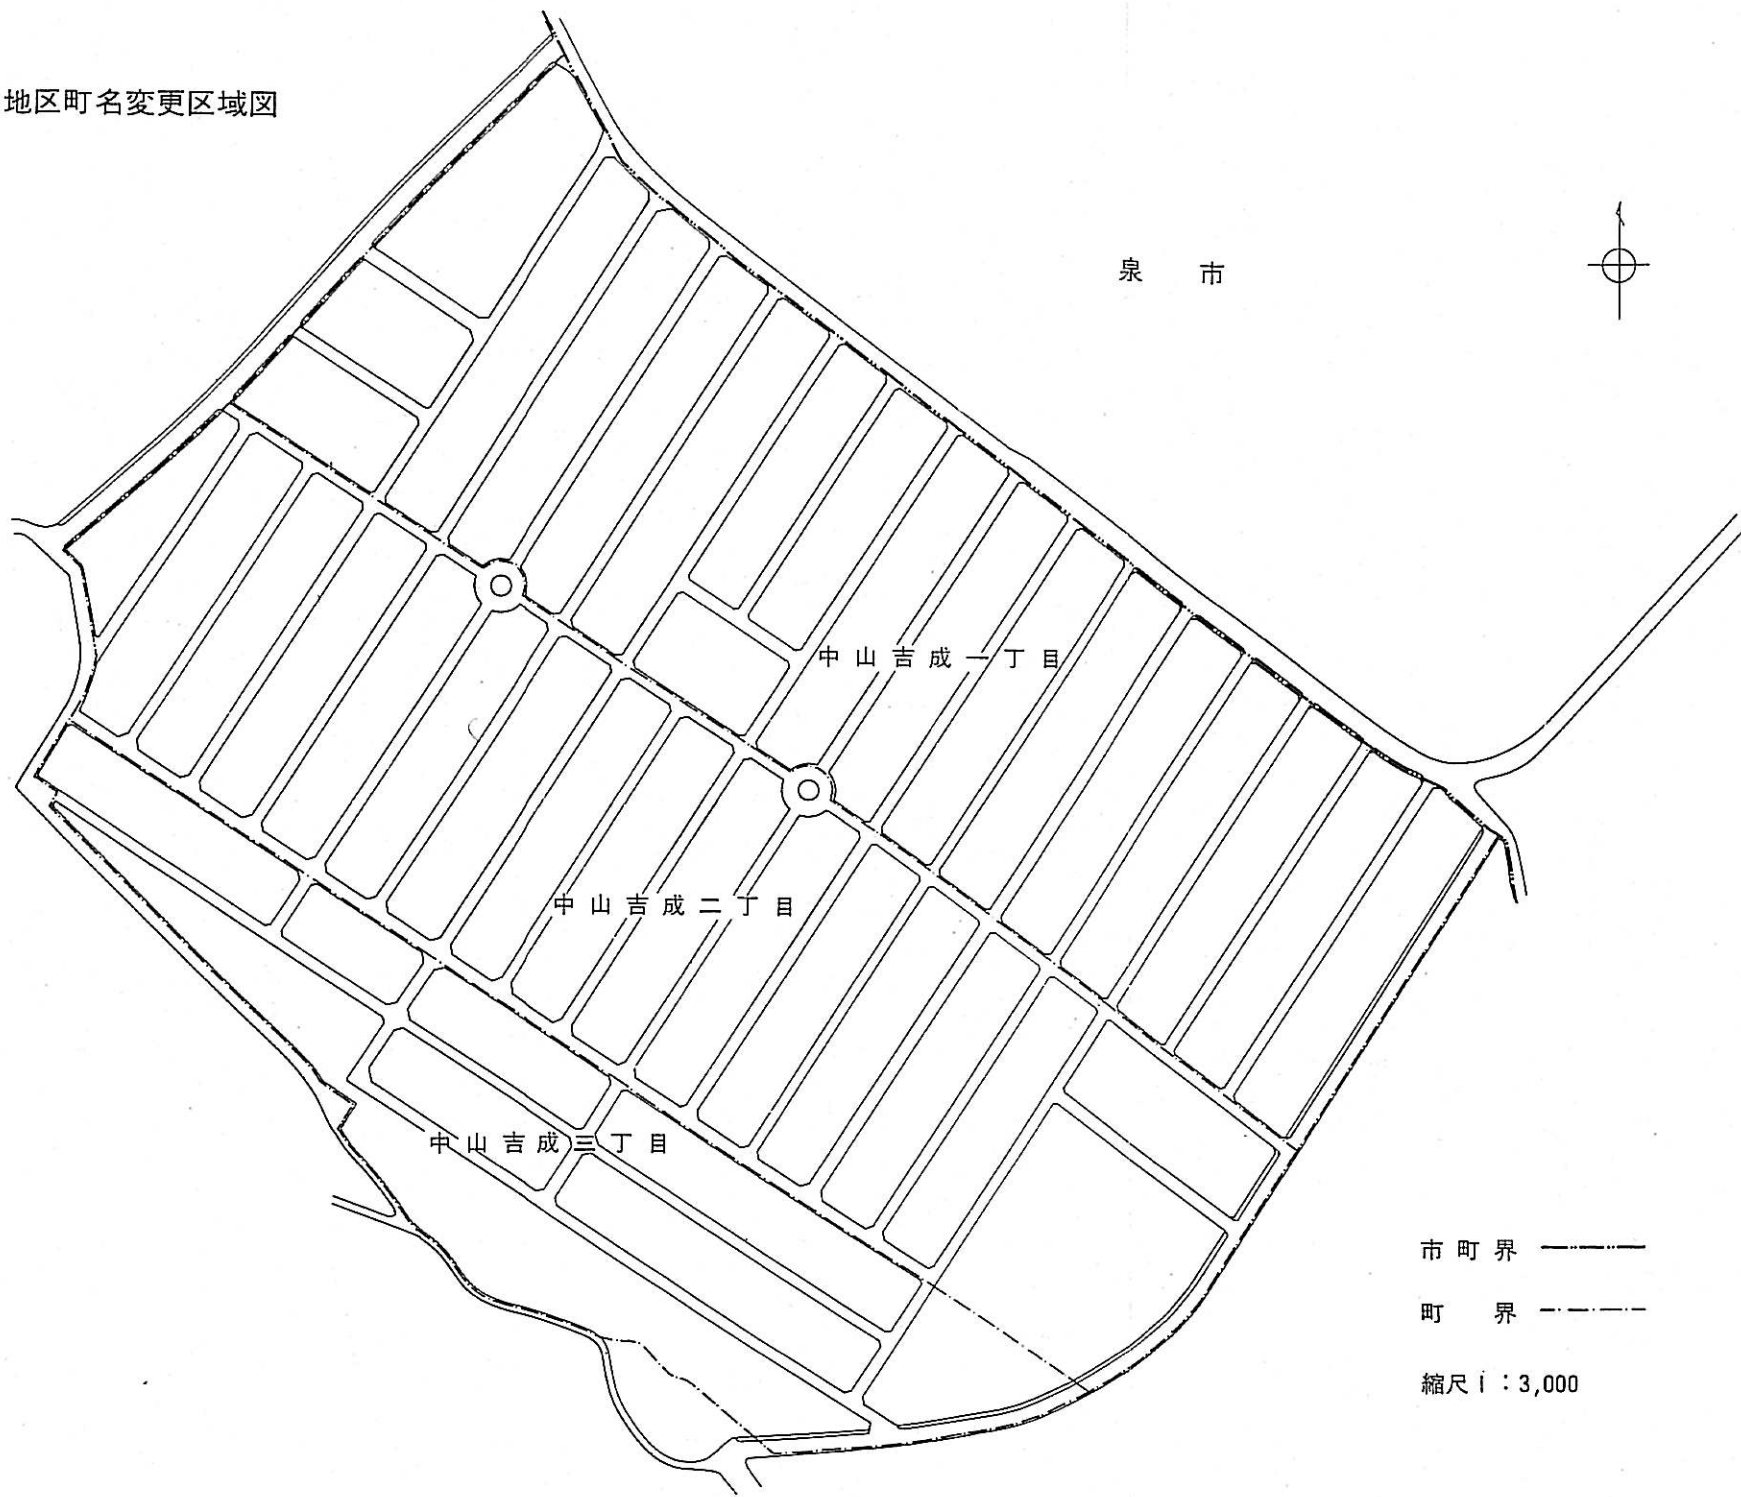 地区町名変更区域図
泉 市
中山吉成一丁目
中山吉成二丁目
中山吉成三丁目
市町界
町 界
縮尺 1:3,000